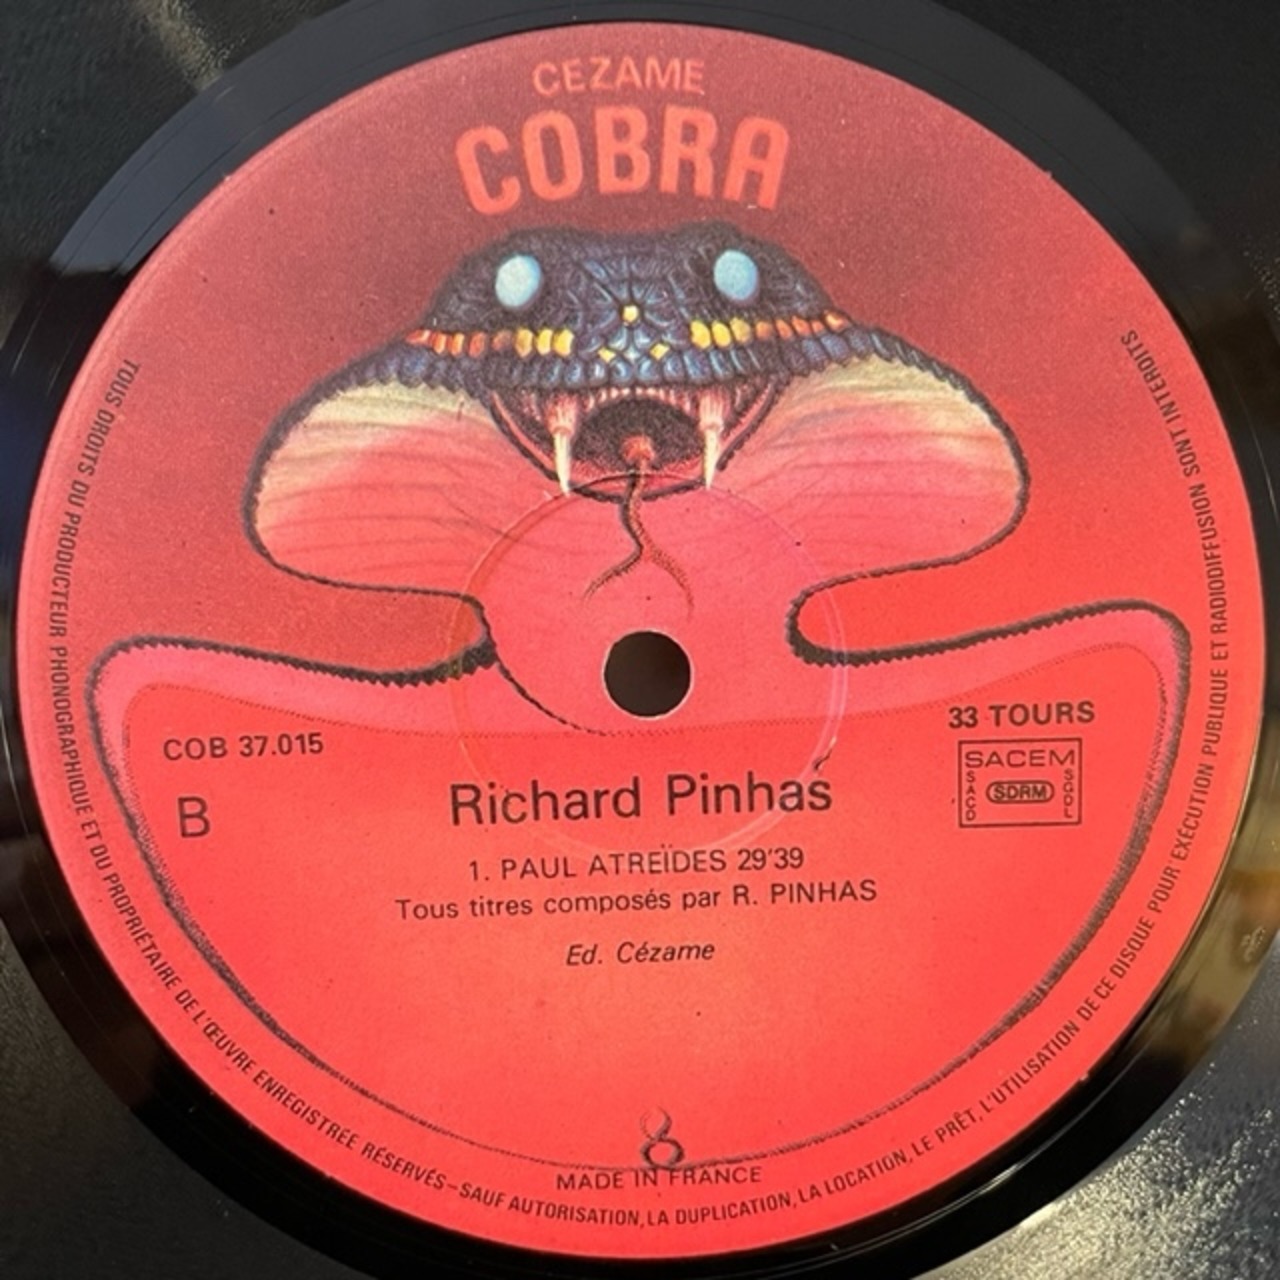 CEZAME
COBRA
COB 37.015
B
33 TOURS
SACEM
SACD
SDRM
SGDL
Richard Pinhas
1. PAUL ATREÏDES 29'39
Tous titres composés par R. PINHAS
Ed. Cézame
MADE IN FRANCE
TOUS DROITS DU PRODUCTEUR PHONOGRAPHIQUE ET DU PROPRIÉTAIRE DE L'ŒUVRE ENREGISTRÉE RÉSERVÉS-SAUF AUTORISATION, LA DUPLICATION, LA LOCATION, LE PRÊT, L'UTILISATION DE CE DISQUE POUR EXÉCUTION PUBLIQUE ET RADIODIFFUSION SONT INTERDITS